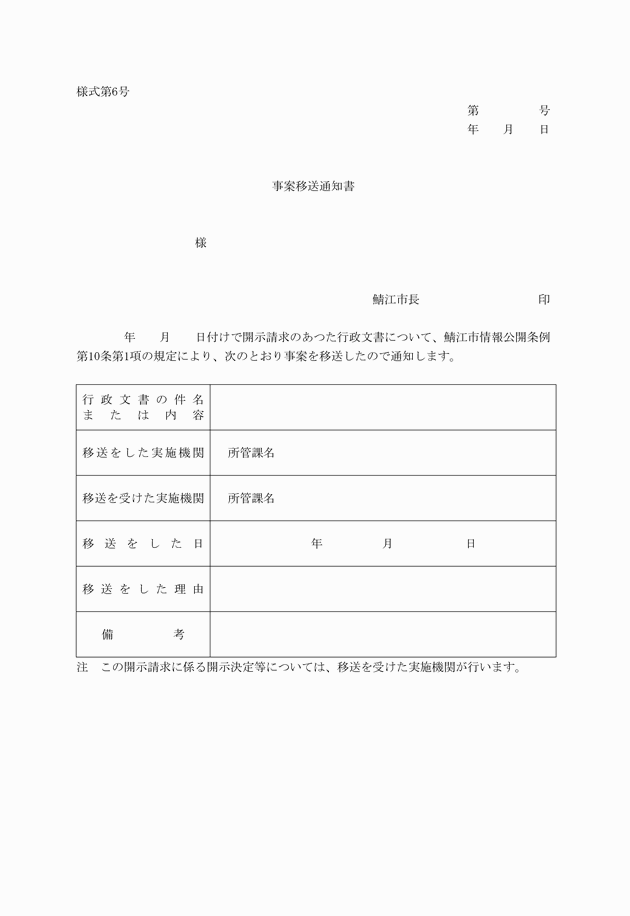 様式第6号
第　　　　　号
年　　月　　日
事案移送通知書
様
鯖江市長　　　　　　　　　　印
年　　月　　日付けで開示請求のあつた行政文書について、鯖江市情報公開条例
第10条第1項の規定により、次のとおり事案を移送したので通知します。
行政文書の件名
または内容
移送をした実施機関　所管課名
移送を受けた実施機関　所管課名
移送をした日　　年　　月　　日
移送をした理由
備考
注　この開示請求に係る開示決定等については、移送を受けた実施機関が行います。